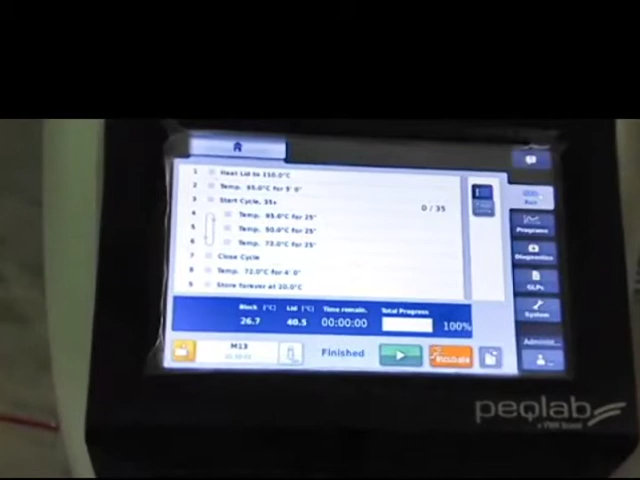 1 Heat Lid to 110.0°C
2 Temp. 95.0°C for 5' 0"
3 Start Cycle, 35x
4 Temp. 95.0°C for 25"
5 Temp. 50.0°C for 25"
6 Temp. 72.0°C for 25"
7 Close Cycle
8 Temp. 72.0°C for 4' 0"
9 Store forever at 20.0°C
0 / 35
Run
Programs
Diagnostics
GLPs
System
Block [°C] Lid [°C] Time remain. Total Progress
26.7 40.5 00:00:00 100%
M13
Finished
peqlab